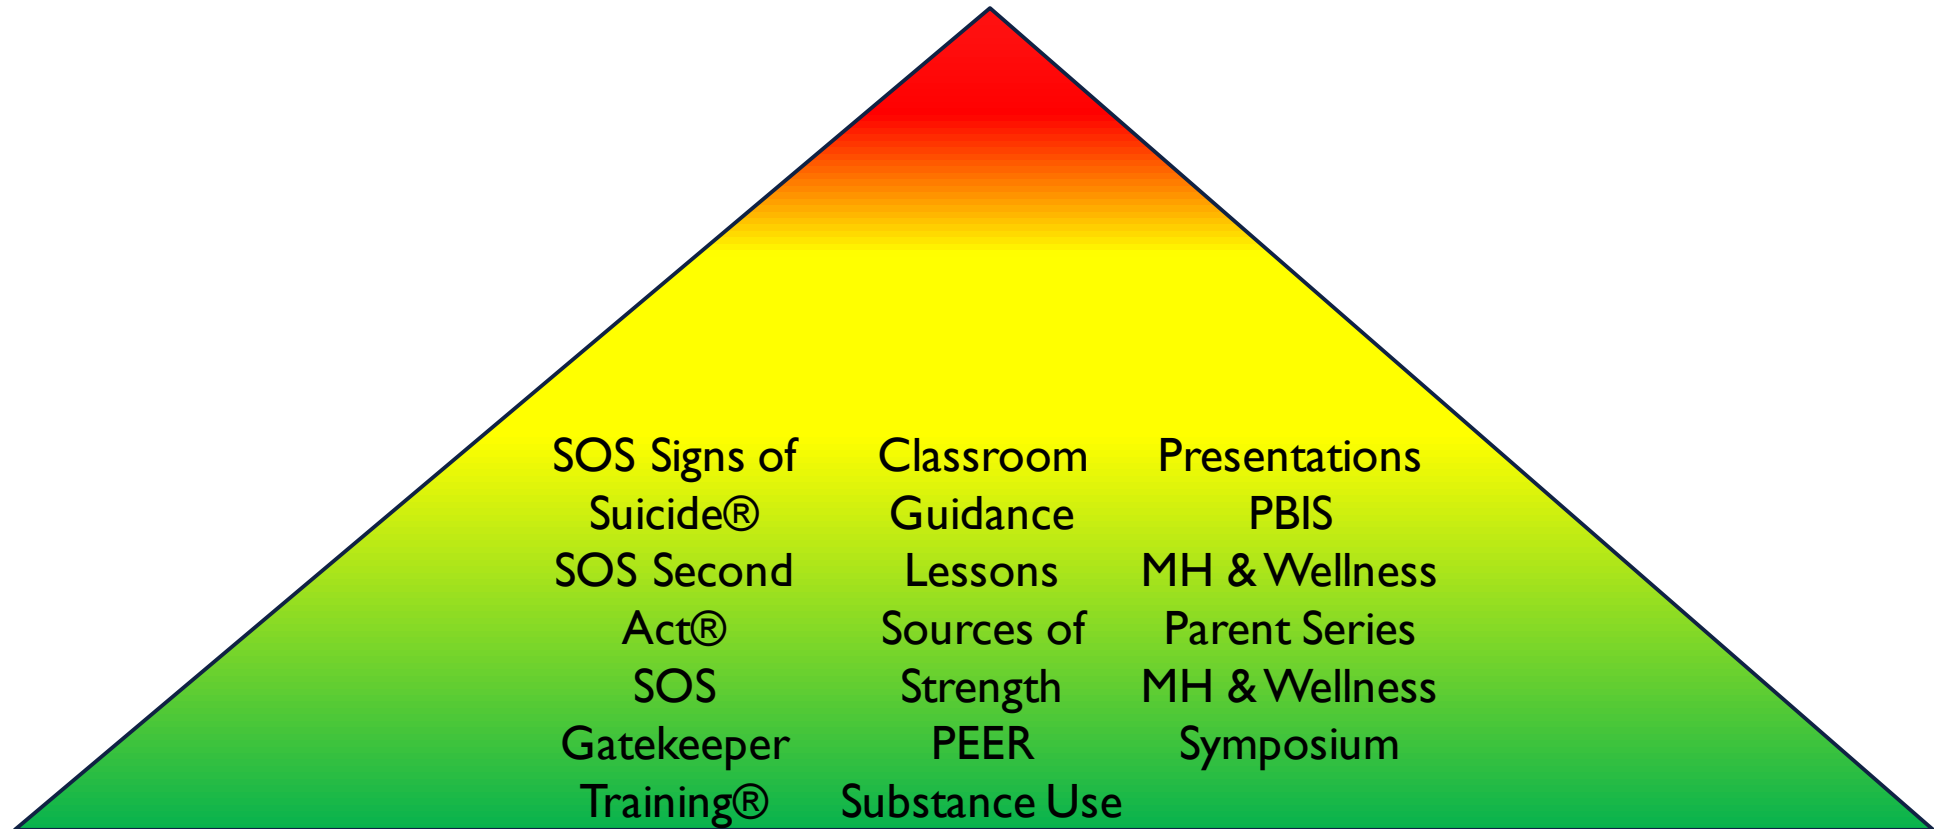 SOS Signs of
Suicide®
SOS Second
Act®
SOS
Gatekeeper
Training®
Classroom
Guidance
Lessons
Sources of
Strength
PEER
Substance Use
Presentations
PBIS
MH & Wellness
Parent Series
MH & Wellness
Symposium